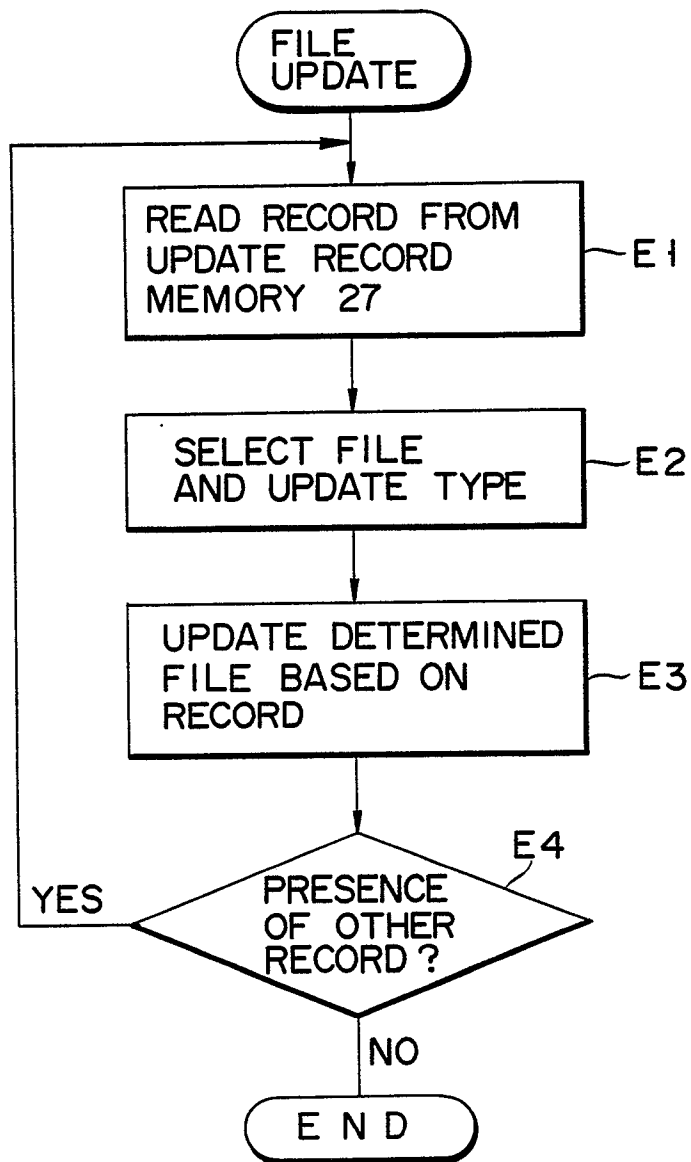 FILE
UPDATE
READ RECORD FROM
UPDATE RECORD
MEMORY 27
E1
SELECT FILE
AND UPDATE TYPE
E2
UPDATE DETERMINED
FILE BASED ON
RECORD
E3
E4
PRESENCE
OF OTHER
RECORD?
YES
NO
END